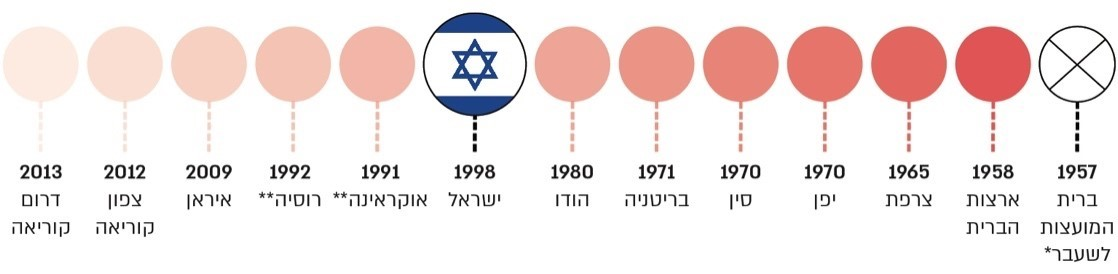 1957
ברית
המועצות
לשעבר*
1958
ארצות
הברית
1965
צרפת
1970
יפן
1970
סין
1971
בריטניה
1980
הודו
1998
ישראל
1991
אוקראינה**
1992
רוסיה**
2009
איראן
2012
צפון
קוריאה
2013
דרום
קוריאה